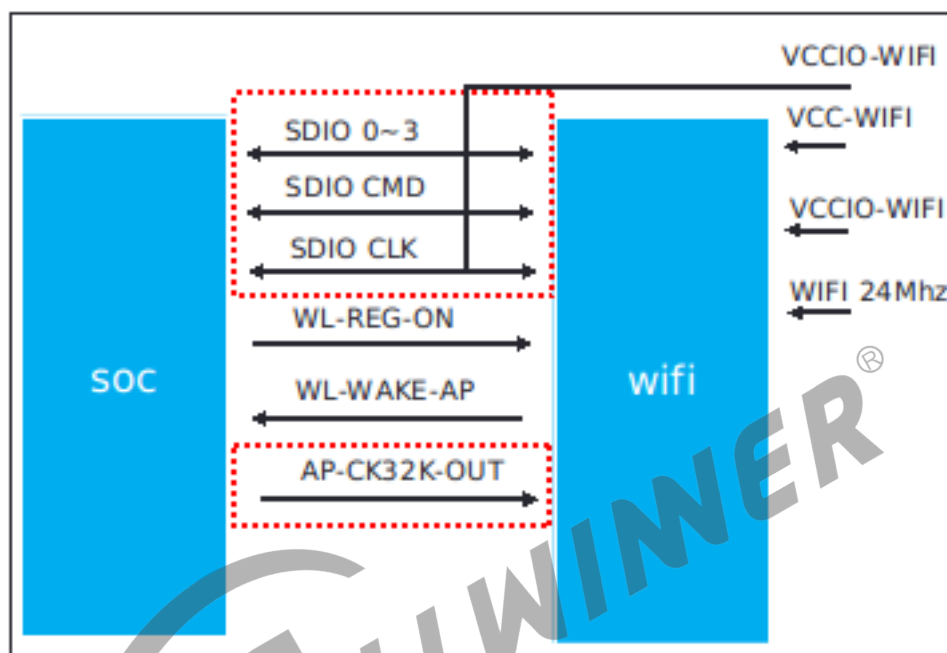 VCCIO-WIFI
SDIO 0~3
VCC-WIFI
SDIO CMD
VCCIO-WIFI
SDIO CLK
WIFI 24Mhz
WL-REG-ON
soc
WL-WAKE-AP
wifi
AP-CK32K-OUT
WINNER®